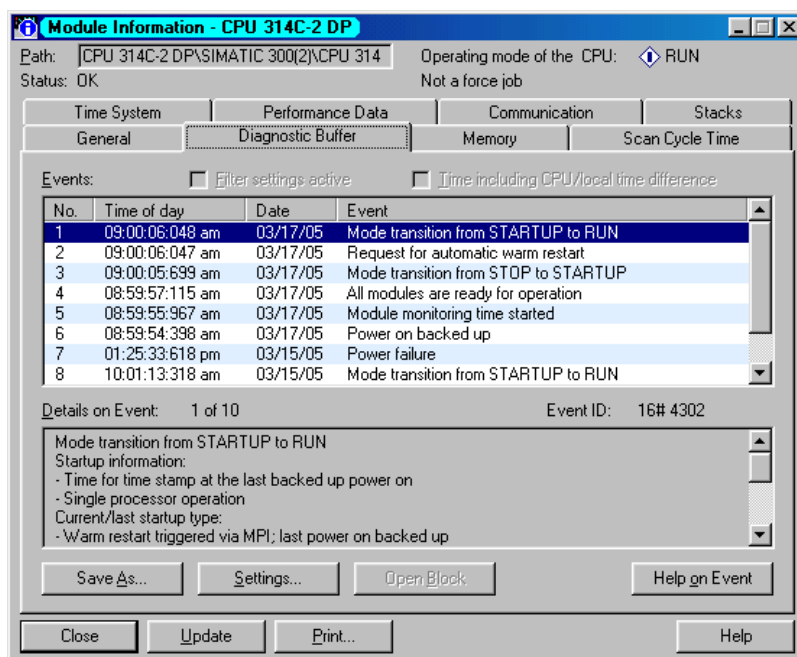 Module Information - CPU 314C-2 DP
Path: CPU 314C-2 DP\SIMATIC 300(2)\CPU 314 Operating mode of the CPU: RUN
Status: OK Not a force job
Time System Performance Data Communication Stacks
General Diagnostic Buffer Memory Scan Cycle Time
Events: Filter settings active Time including CPU/local time difference
No. Time of day Date Event
1 09:00:06:048 am 03/17/05 Mode transition from STARTUP to RUN
2 09:00:06:047 am 03/17/05 Request for automatic warm restart
3 09:00:05:699 am 03/17/05 Mode transition from STOP to STARTUP
4 08:59:57:115 am 03/17/05 All modules are ready for operation
5 08:59:55:967 am 03/17/05 Module monitoring time started
6 08:59:54:398 am 03/17/05 Power on backed up
7 01:25:33:618 pm 03/15/05 Power failure
8 10:01:13:318 am 03/15/05 Mode transition from STARTUP to RUN
Details on Event: 1 of 10 Event ID: 16# 4302
Mode transition from STARTUP to RUN
Startup information:
- Time for time stamp at the last backed up power on
- Single processor operation
Current/last startup type:
- Warm restart triggered via MPI; last power on backed up
Save As... Settings... Open Block Help on Event
Close Update Print... Help